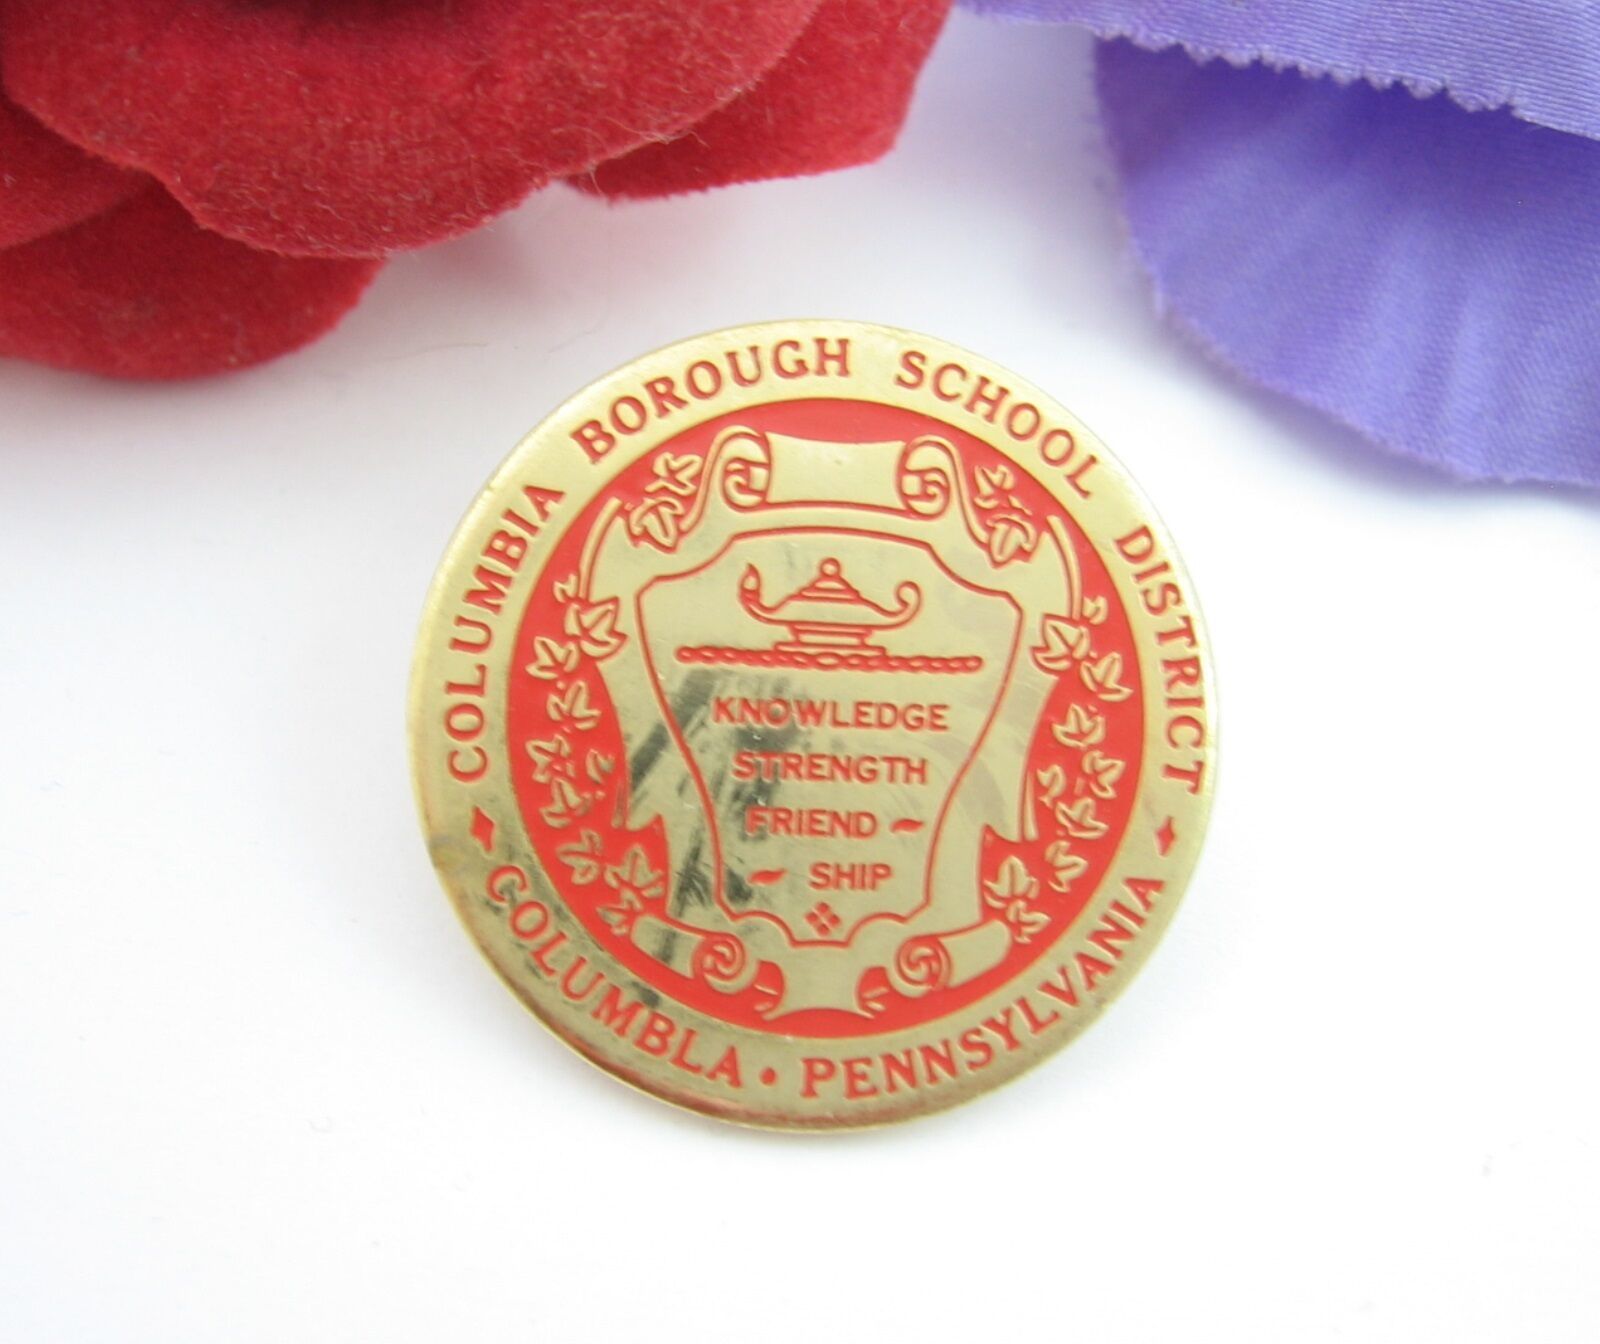 COLUMBIA BOROUGH SCHOOL DISTRICT
KNOWLEDGE
STRENGTH
FRIEND ~
~ SHIP
COLUMBLA • PENNSYLVANIA